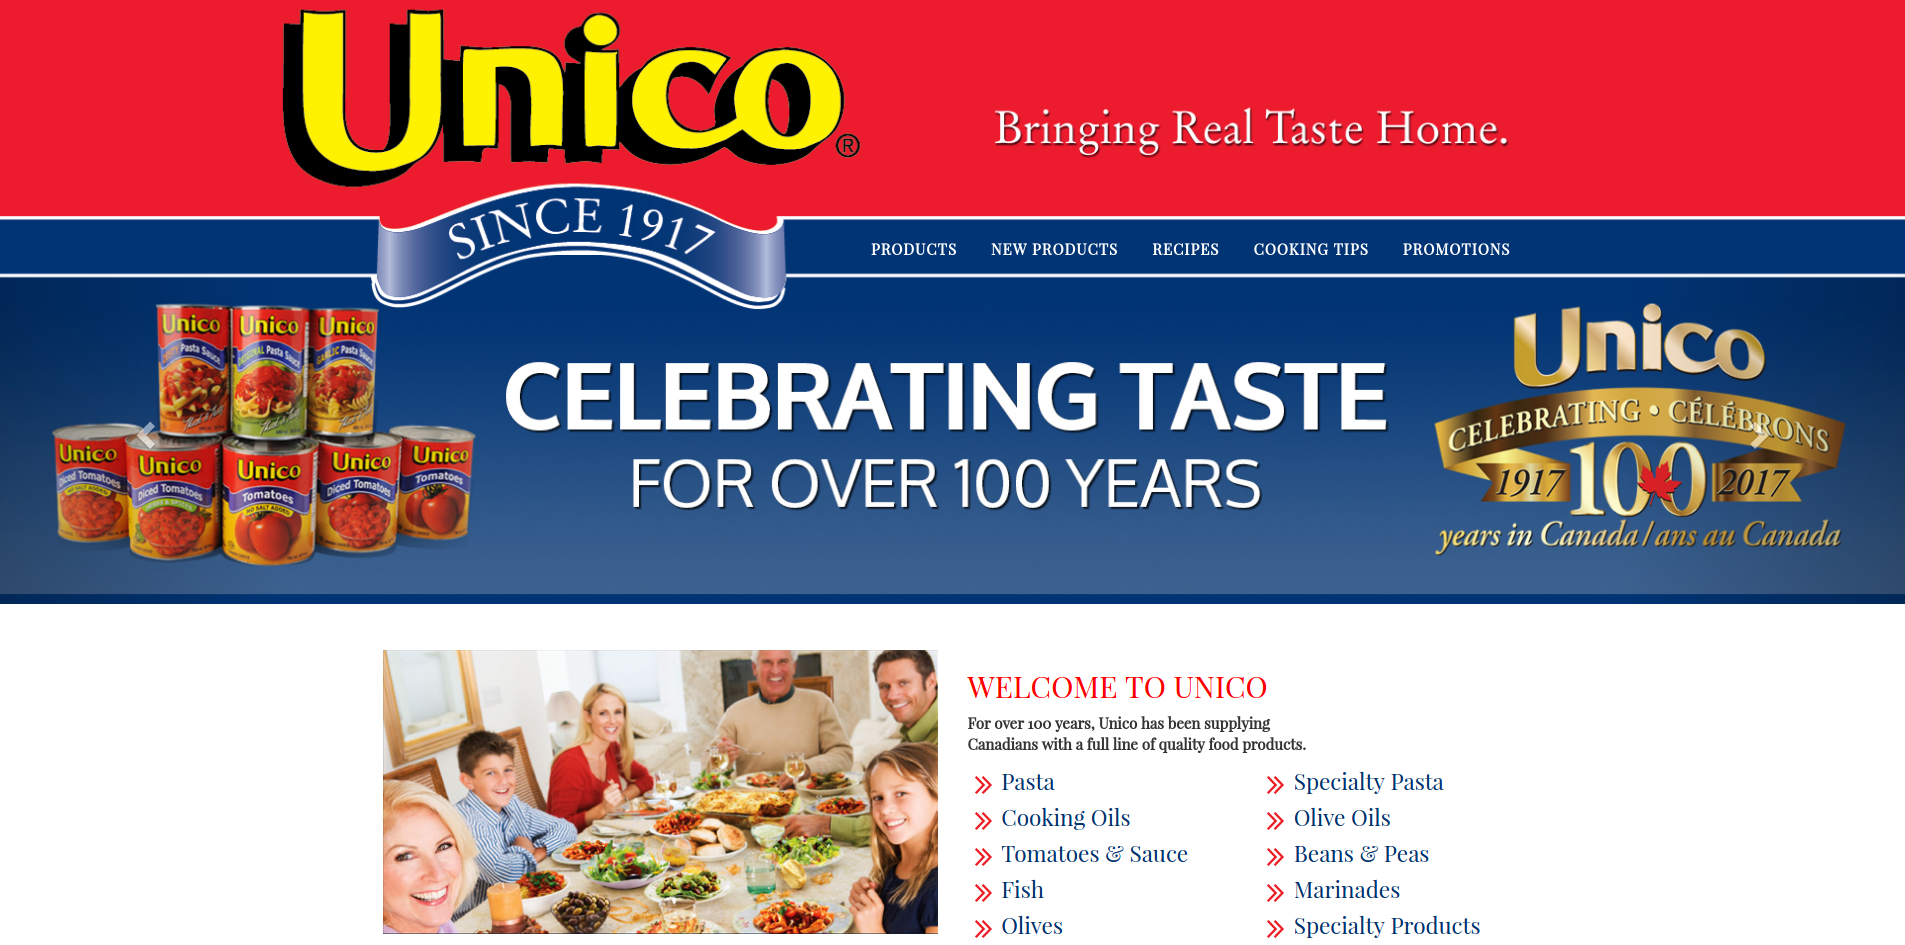 Unico®
Bringing Real Taste Home.
SINCE 1917
PRODUCTS NEW PRODUCTS RECIPES COOKING TIPS PROMOTIONS
Unico Unico Unico
Pasta Sauce ORIGINAL Pasta Sauce GARLIC Pasta Sauce
Unico Unico Unico Unico Unico
Diced Tomatoes Diced Tomatoes Tomatoes Diced Tomatoes Tomatoes
NO SALT ADDED
NO SALT ADDED
CELEBRATING TASTE
FOR OVER 100 YEARS
Unico
CELEBRATING • CÉLÉBRONS
1917 100 2017
years in Canada/ans au Canada
WELCOME TO UNICO
For over 100 years, Unico has been supplying
Canadians with a full line of quality food products.
Pasta
Cooking Oils
Tomatoes & Sauce
Fish
Olives
Specialty Pasta
Olive Oils
Beans & Peas
Marinades
Specialty Products